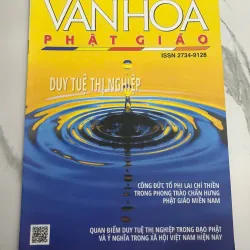 VĂN HÓA
PHẬT GIÁO
ISSN 2734-9128
DUY TUỆ THỊ NGHIỆP
CÔNG ĐỨC TỔ PHI LAI CHÍ THIỀN
TRONG PHONG TRÀO CHẤN HƯNG
PHẬT GIÁO MIỀN NAM
QUAN ĐIỂM DUY TUỆ THỊ NGHIỆP TRONG ĐẠO PHẬT
VÀ Ý NGHĨA TRONG XÃ HỘI VIỆT NAM HIỆN NAY